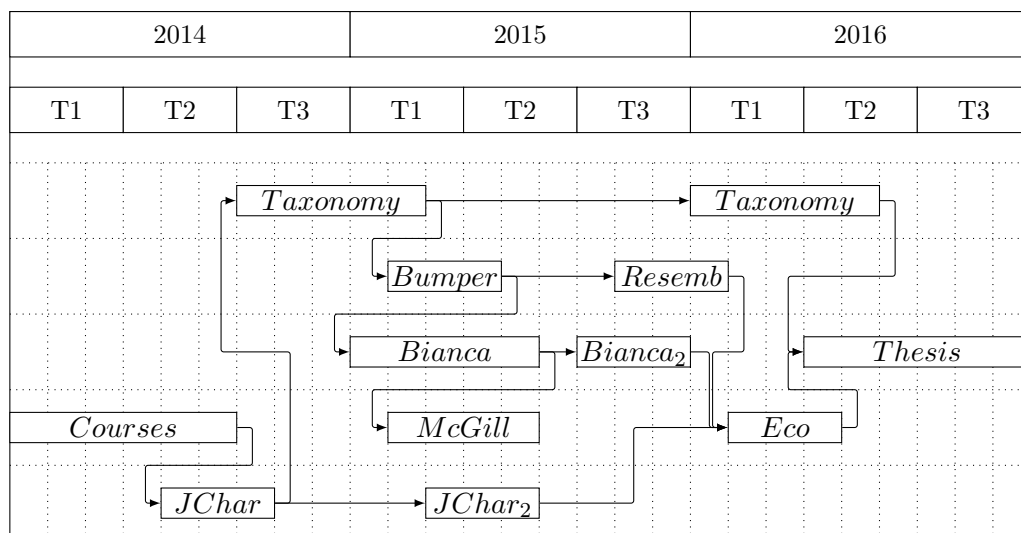 2014 2015 2016
T1 T2 T3 T1 T2 T3 T1 T2 T3
Taxonomy Taxonomy
Bumper Resemb
Bianca Bianca₂ Thesis
Courses McGill Eco
JChar JChar₂